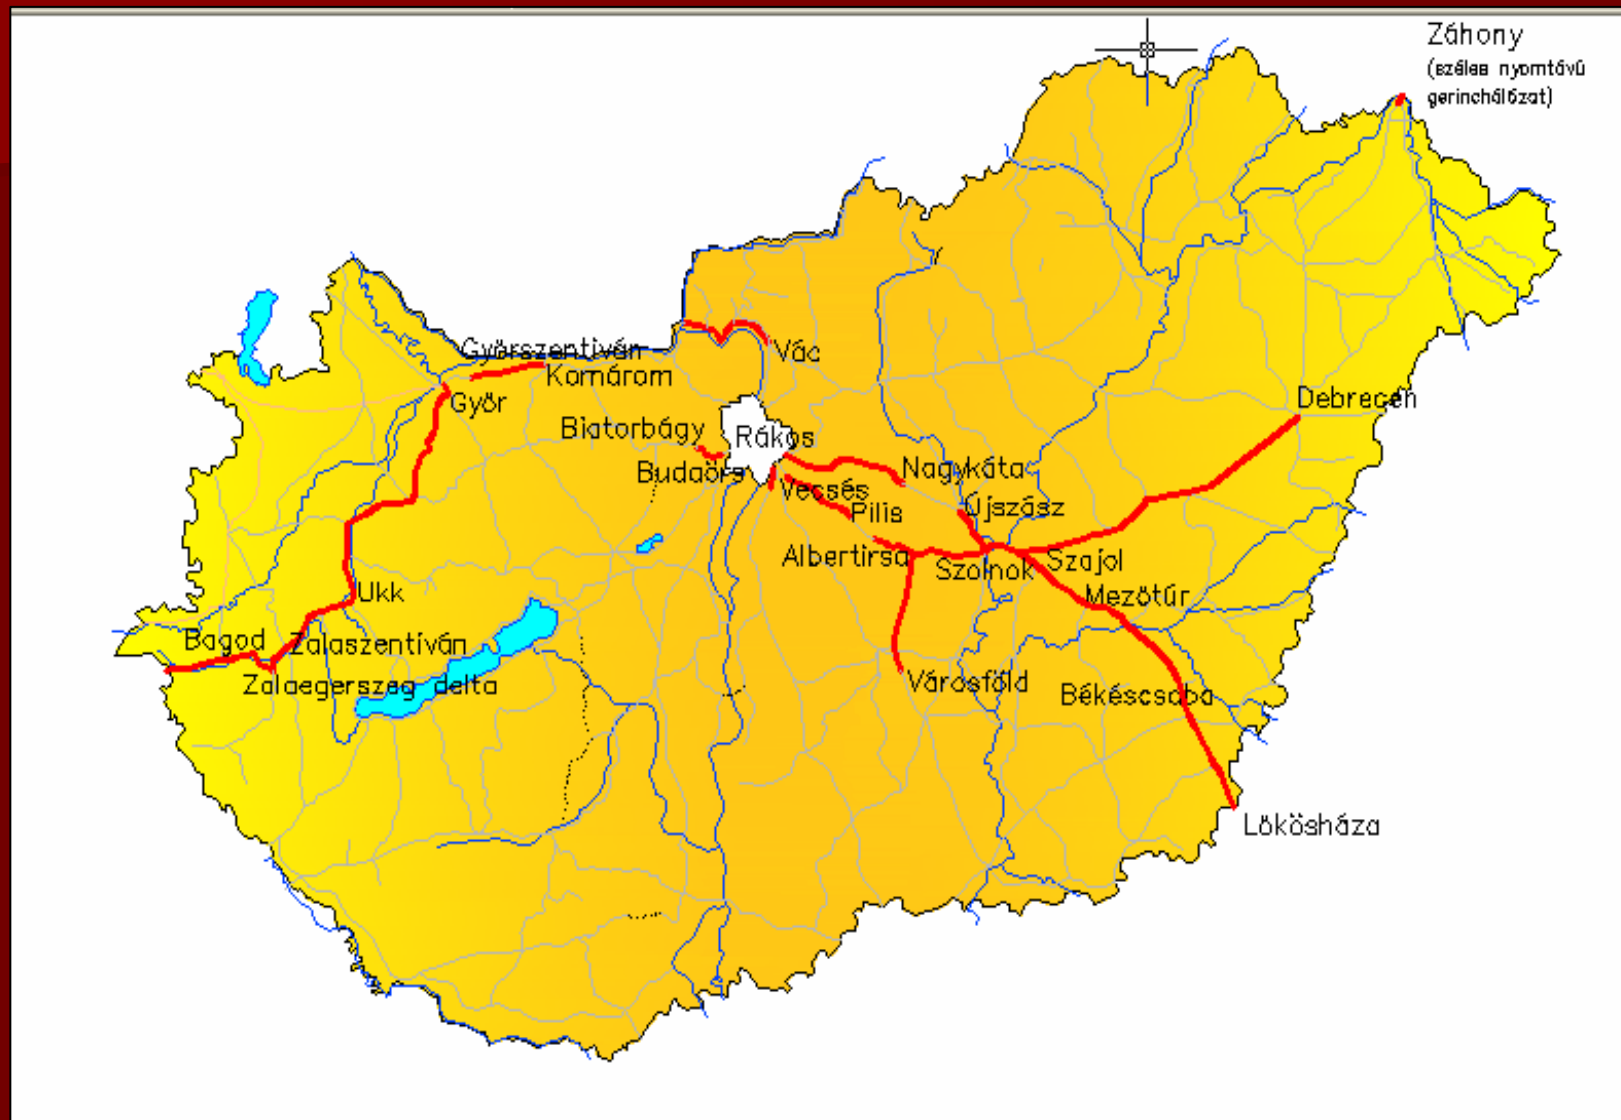 Záhony
(széles nyomtávú
gerinchálózat)
Győrszentiván
Vác
Komárom
Győr
Debrecen
Biatorbágy
Rákos
Budaörs
Nagykáta
Vecsés
Pilis
Újszász
Albertirsa
Szolnok
Szajol
Ukk
Mezőtúr
Bagod
Zalaszentiván
Zalaegerszeg delta
Városföld
Békéscsaba
Lőkösháza